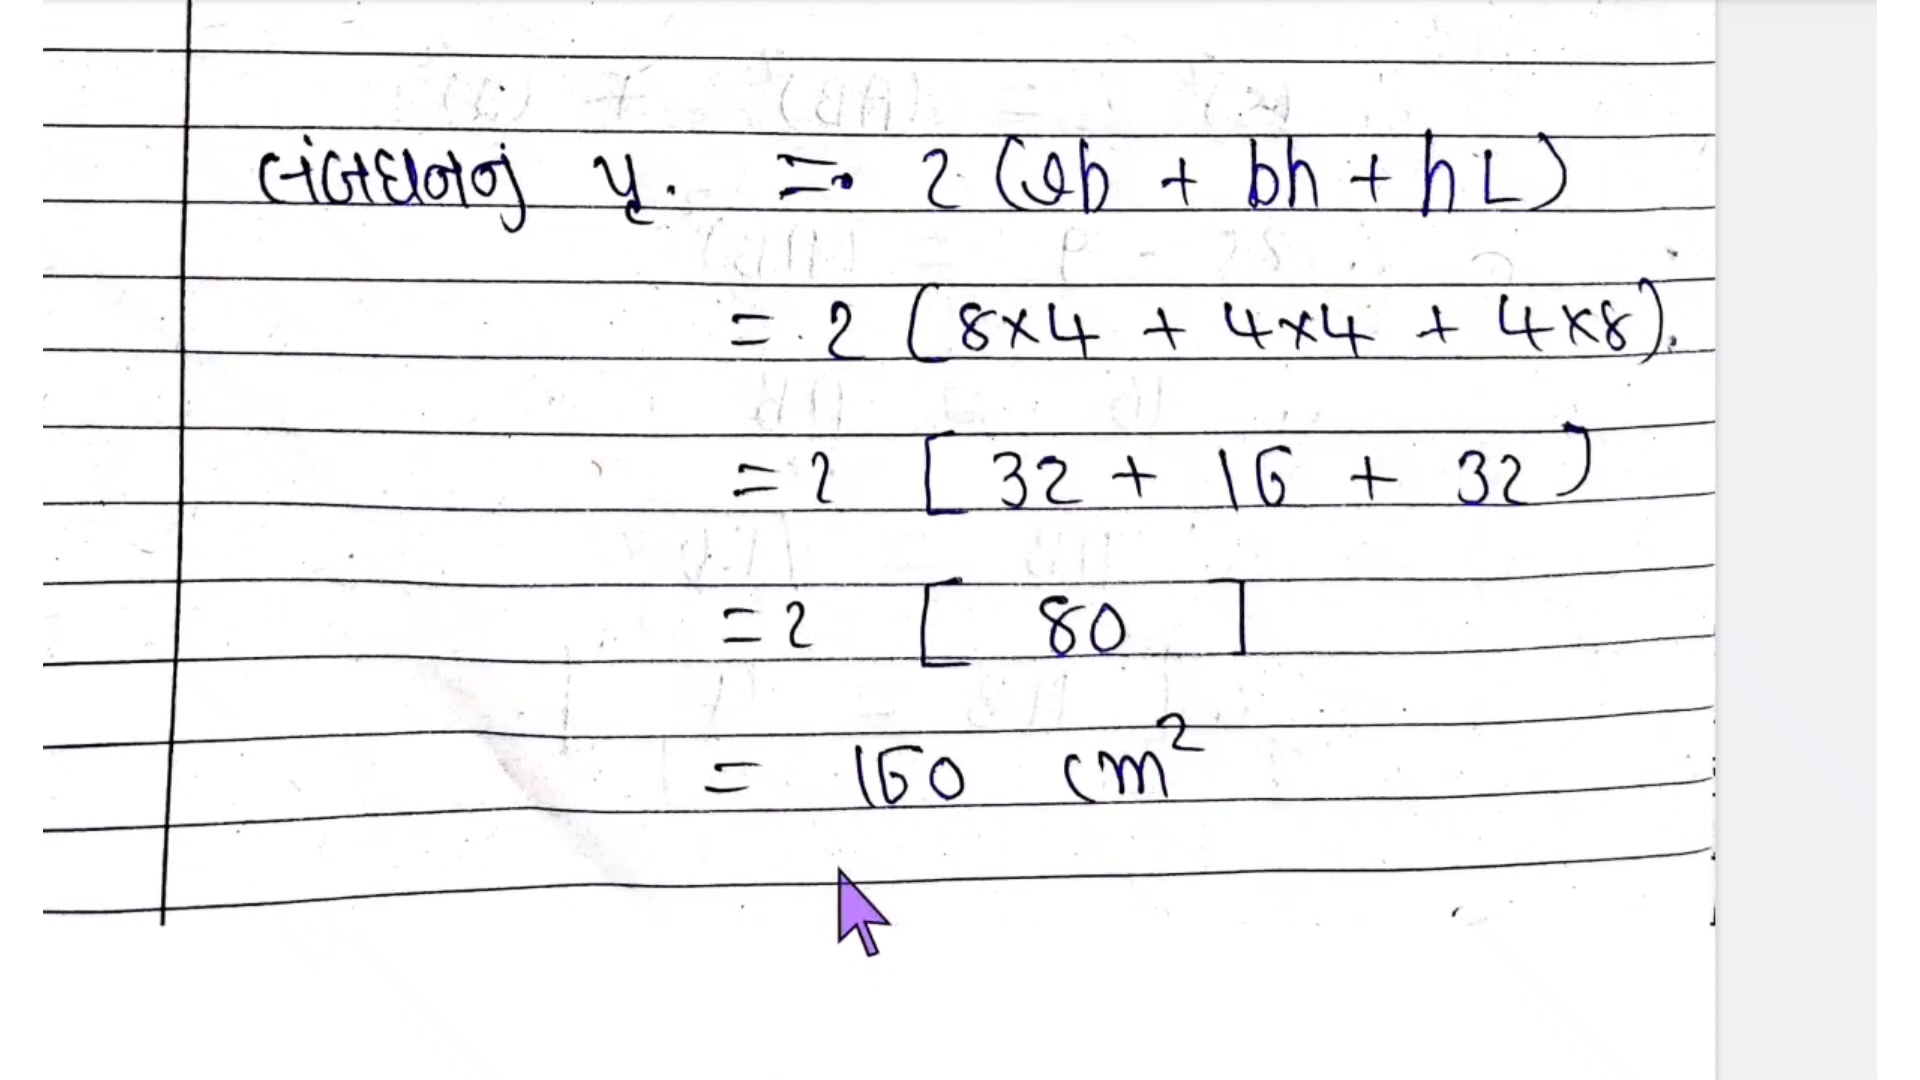 લંબઘનનું પૃ. = 2 (lb + bh + hL)
= 2 (8×4 + 4×4 + 4×8).
= 2 [ 32 + 16 + 32 )
= 2 [ 80 ]
= 160 cm²